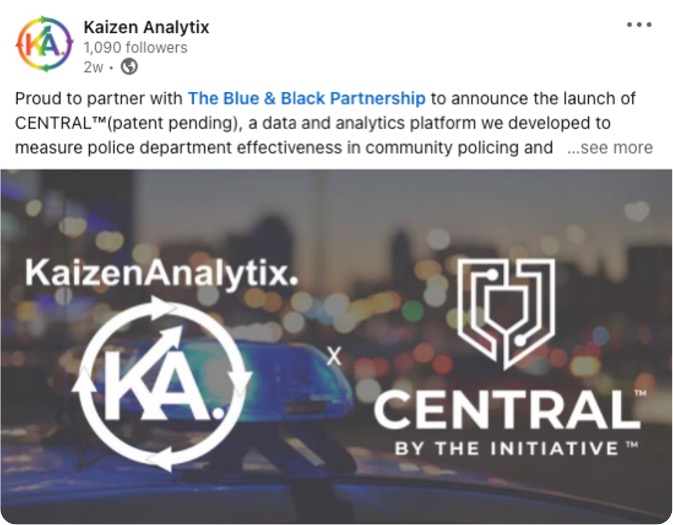 KA.
Kaizen Analytix
1,090 followers
2w •
Proud to partner with The Blue & Black Partnership to announce the launch of
CENTRAL™(patent pending), a data and analytics platform we developed to
measure police department effectiveness in community policing and ...see more
KaizenAnalytix.
KA.
X
CENTRAL™
BY THE INITIATIVE™